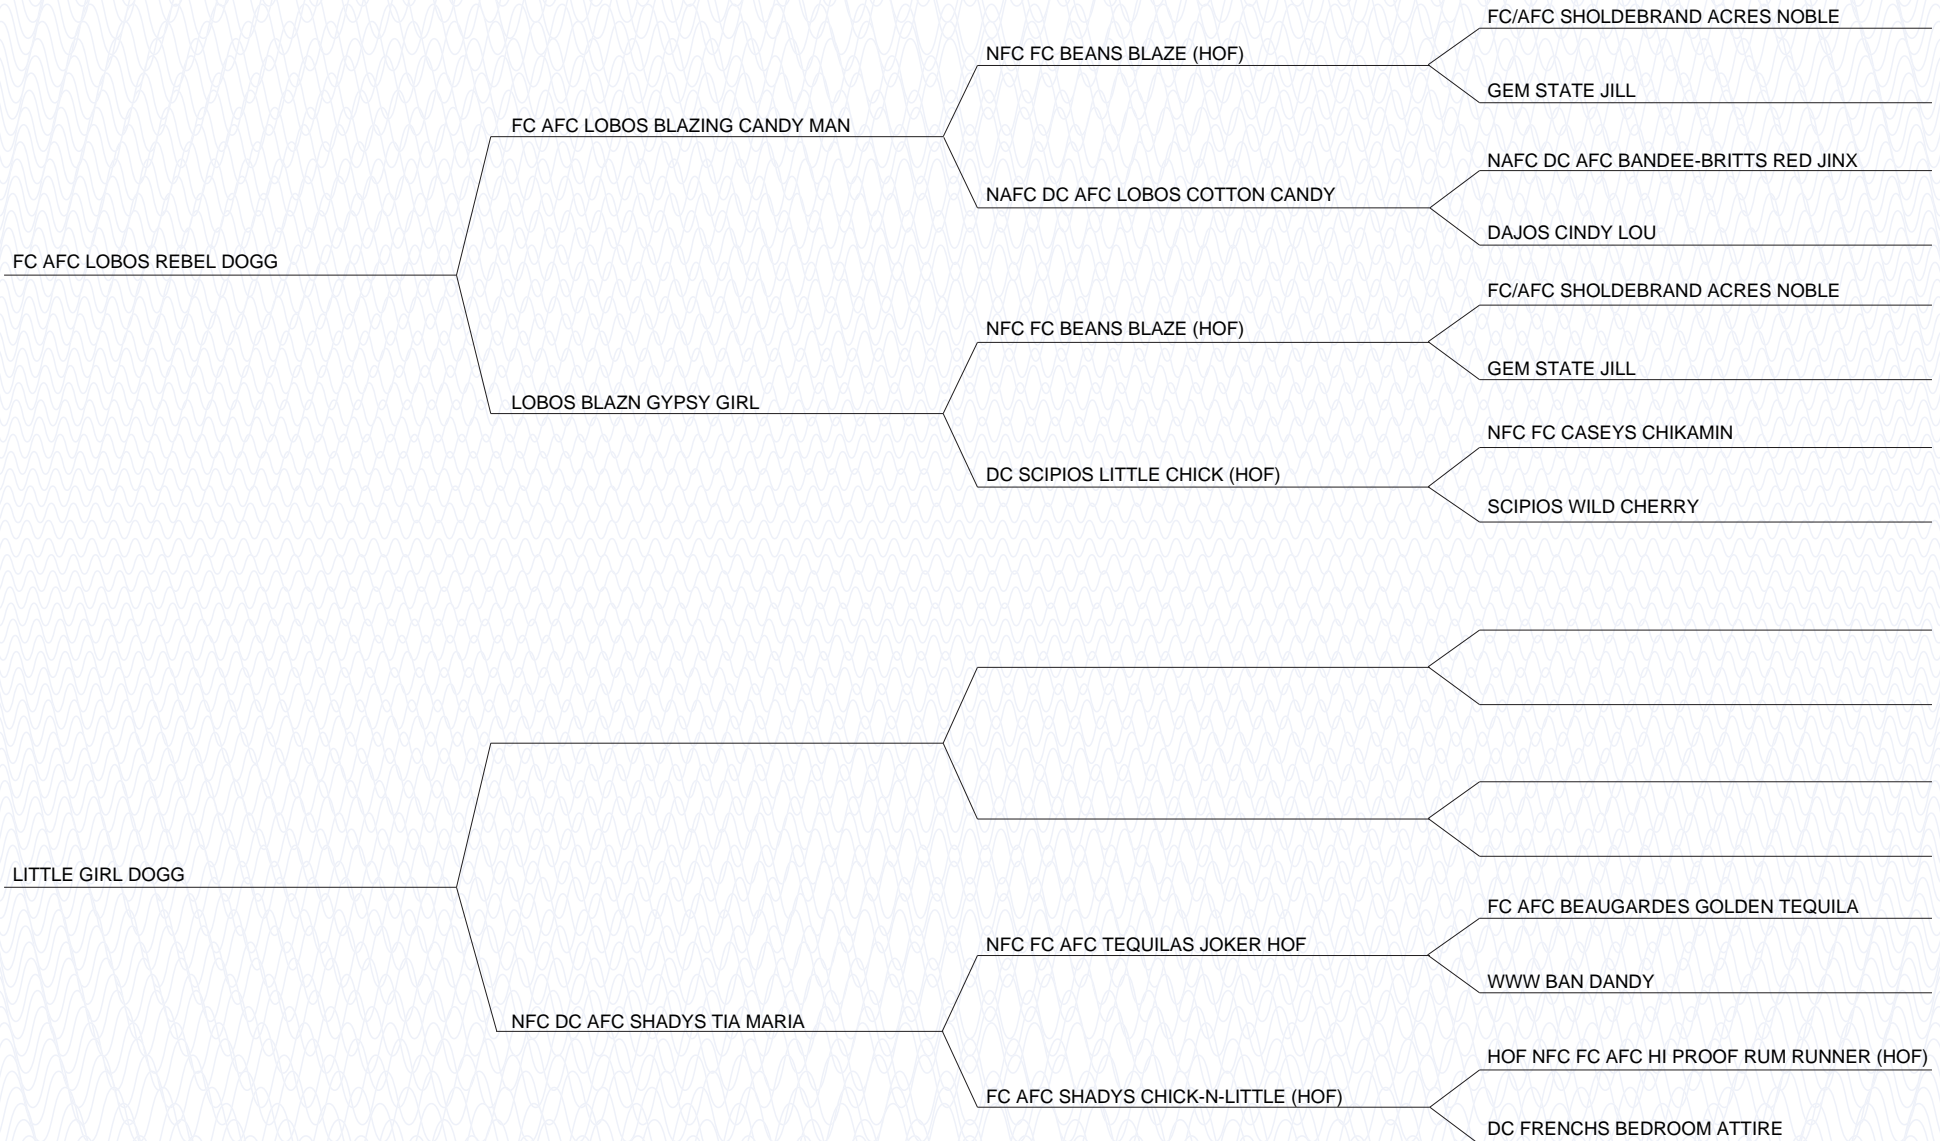 FC AFC LOBOS REBEL DOGG
FC AFC LOBOS BLAZING CANDY MAN
NFC FC BEANS BLAZE (HOF)
FC/AFC SHOLDEBRAND ACRES NOBLE
GEM STATE JILL
NAFC DC AFC LOBOS COTTON CANDY
NAFC DC AFC BANDEE-BRITTS RED JINX
DAJOS CINDY LOU
LOBOS BLAZN GYPSY GIRL
NFC FC BEANS BLAZE (HOF)
FC/AFC SHOLDEBRAND ACRES NOBLE
GEM STATE JILL
DC SCIPIOS LITTLE CHICK (HOF)
NFC FC CASEYS CHIKAMIN
SCIPIOS WILD CHERRY
LITTLE GIRL DOGG
NFC DC AFC SHADYS TIA MARIA
NFC FC AFC TEQUILAS JOKER HOF
FC AFC BEAUGARDES GOLDEN TEQUILA
WWW BAN DANDY
FC AFC SHADYS CHICK-N-LITTLE (HOF)
HOF NFC FC AFC HI PROOF RUM RUNNER (HOF)
DC FRENCHS BEDROOM ATTIRE